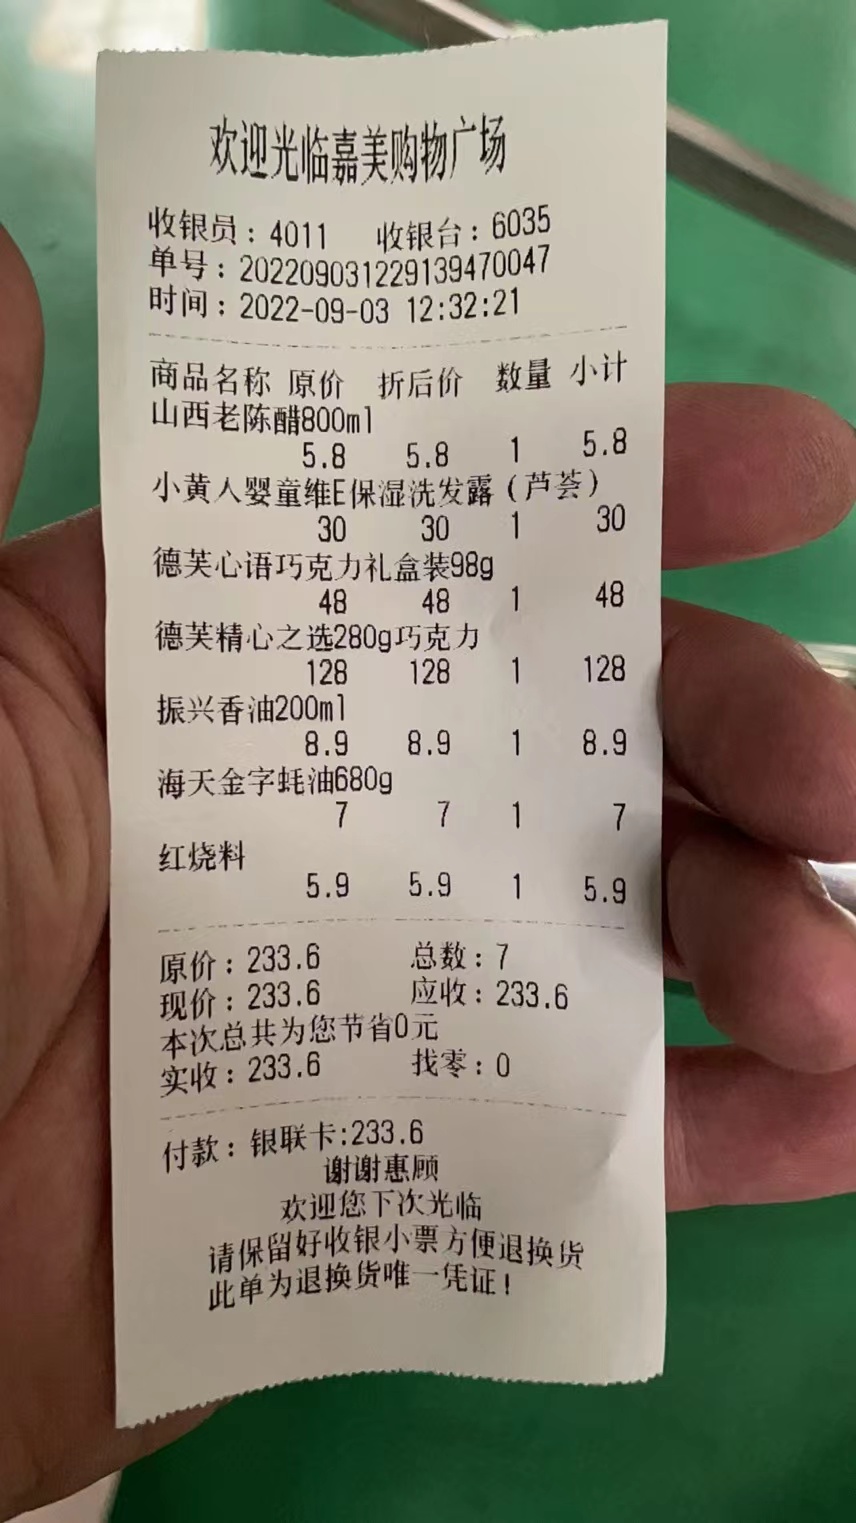 欢迎光临嘉美购物广场
收银员：4011 收银台：6035
单号：202209031229139470047
时间：2022-09-03 12:32:21
商品名称 原价 折后价 数量 小计
山西老陈醋800ml
5.8 5.8 1 5.8
小黄人婴童维E保湿洗发露（芦荟）
30 30 1 30
德芙心语巧克力礼盒装98g
48 48 1 48
德芙精心之选280g巧克力
128 128 1 128
振兴香油200ml
8.9 8.9 1 8.9
海天金字蚝油680g
7 7 1 7
红烧料
5.9 5.9 1 5.9
原价：233.6 总数：7
现价：233.6 应收：233.6
本次总共为您节省0元
实收：233.6 找零：0
付款：银联卡:233.6
谢谢惠顾
欢迎您下次光临
请保留好收银小票方便退换货
此单为退换货唯一凭证！